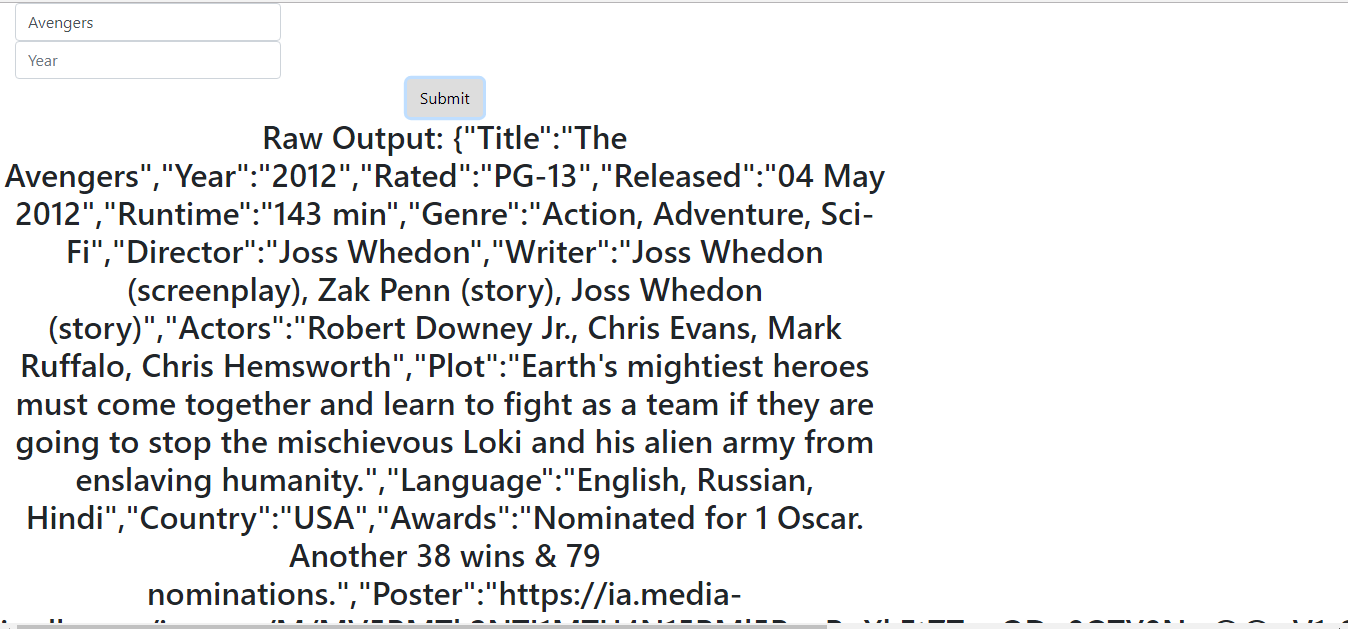 Avengers
Year
Submit
Raw Output: {"Title":"The
Avengers","Year":"2012","Rated":"PG-13","Released":"04 May
2012","Runtime":"143 min","Genre":"Action, Adventure, Sci-
Fi","Director":"Joss Whedon","Writer":"Joss Whedon
(screenplay), Zak Penn (story), Joss Whedon
(story)","Actors":"Robert Downey Jr., Chris Evans, Mark
Ruffalo, Chris Hemsworth","Plot":"Earth's mightiest heroes
must come together and learn to fight as a team if they are
going to stop the mischievous Loki and his alien army from
enslaving humanity.","Language":"English, Russian,
Hindi","Country":"USA","Awards":"Nominated for 1 Oscar.
Another 38 wins & 79
nominations.","Poster":"https://ia.media-